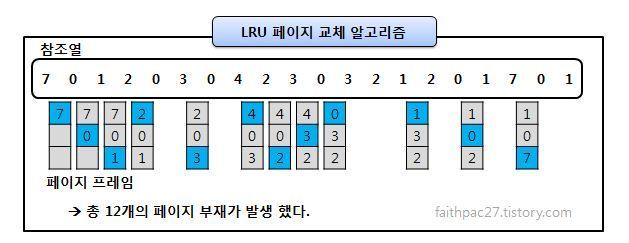 LRU 페이지 교체 알고리즘
참조열
7 0 1 2 0 3 0 4 2 3 0 3 2 1 2 0 1 7 0 1
7 7 7 2 2 4 4 4 0 1 1 1
0 0 0 0 0 0 3 3 3 0 0
1 1 3 3 2 2 2 2 2 7
페이지 프레임
→ 총 12개의 페이지 부재가 발생 했다.
faithpac27.tistory.com